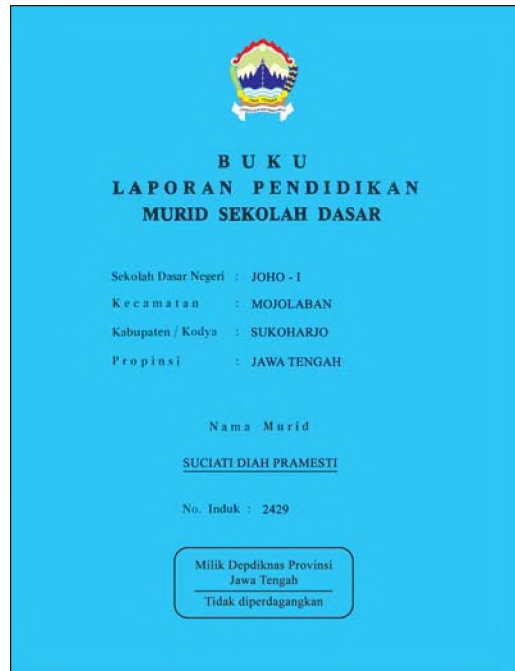 BUKU
LAPORAN PENDIDIKAN
MURID SEKOLAH DASAR
Sekolah Dasar Negeri : JOHO - I
Kecamatan : MOJOLABAN
Kabupaten / Kodya : SUKOHARJO
Propinsi : JAWA TENGAH
Nama Murid
SUCIATI DIAH PRAMESTI
No. Induk : 2429
Milik Depdiknas Provinsi
Jawa Tengah
Tidak diperdagangkan